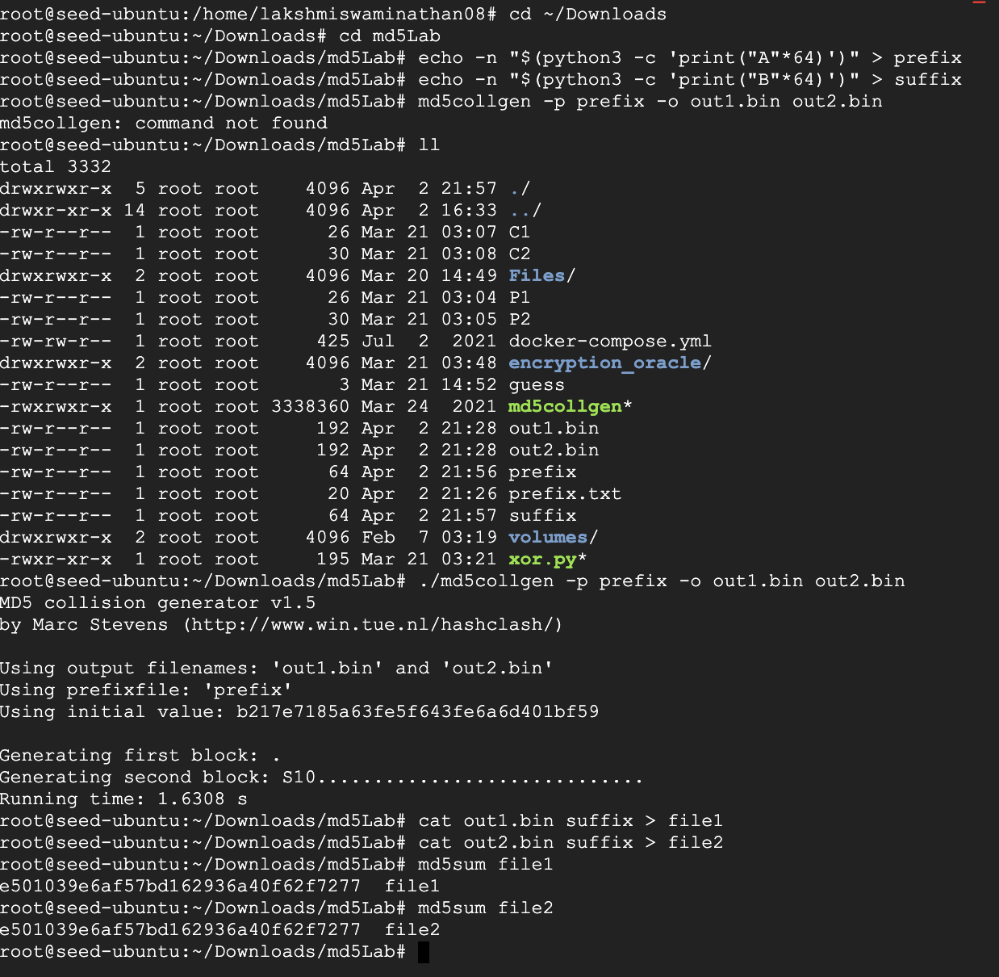 root@seed-ubuntu:/home/lakshmiswaminathan08# cd ~/Downloads
root@seed-ubuntu:~/Downloads# cd md5Lab
root@seed-ubuntu:~/Downloads/md5Lab# echo -n "$(python3 -c 'print("A"*64)')" > prefix
root@seed-ubuntu:~/Downloads/md5Lab# echo -n "$(python3 -c 'print("B"*64)')" > suffix
root@seed-ubuntu:~/Downloads/md5Lab# md5collgen -p prefix -o out1.bin out2.bin
md5collgen: command not found
root@seed-ubuntu:~/Downloads/md5Lab# ll
total 3332
drwxrwxr-x  5 root root    4096 Apr  2 21:57 ./
drwxr-xr-x 14 root root    4096 Apr  2 16:33 ../
-rw-r--r--  1 root root      26 Mar 21 03:07 C1
-rw-r--r--  1 root root      30 Mar 21 03:08 C2
drwxrwxr-x  2 root root    4096 Mar 20 14:49 Files/
-rw-r--r--  1 root root      26 Mar 21 03:04 P1
-rw-r--r--  1 root root      30 Mar 21 03:05 P2
-rw-rw-r--  1 root root     425 Jul  2  2021 docker-compose.yml
drwxrwxr-x  2 root root    4096 Mar 21 03:48 encryption_oracle/
-rw-r--r--  1 root root       3 Mar 21 14:52 guess
-rwxrwxr-x  1 root root 3338360 Mar 24  2021 md5collgen*
-rw-r--r--  1 root root     192 Apr  2 21:28 out1.bin
-rw-r--r--  1 root root     192 Apr  2 21:28 out2.bin
-rw-r--r--  1 root root      64 Apr  2 21:56 prefix
-rw-r--r--  1 root root      20 Apr  2 21:26 prefix.txt
-rw-r--r--  1 root root      64 Apr  2 21:57 suffix
drwxrwxr-x  2 root root    4096 Feb  7 03:19 volumes/
-rwxr-xr-x  1 root root     195 Mar 21 03:21 xor.py*
root@seed-ubuntu:~/Downloads/md5Lab# ./md5collgen -p prefix -o out1.bin out2.bin
MD5 collision generator v1.5
by Marc Stevens (http://www.win.tue.nl/hashclash/)
Using output filenames: 'out1.bin' and 'out2.bin'
Using prefixfile: 'prefix'
Using initial value: b217e7185a63fe5f643fe6a6d401bf59
Generating first block: .
Generating second block: S10.............................
Running time: 1.6308 s
root@seed-ubuntu:~/Downloads/md5Lab# cat out1.bin suffix > file1
root@seed-ubuntu:~/Downloads/md5Lab# cat out2.bin suffix > file2
root@seed-ubuntu:~/Downloads/md5Lab# md5sum file1
e501039e6af57bd162936a40f62f7277  file1
root@seed-ubuntu:~/Downloads/md5Lab# md5sum file2
e501039e6af57bd162936a40f62f7277  file2
root@seed-ubuntu:~/Downloads/md5Lab#